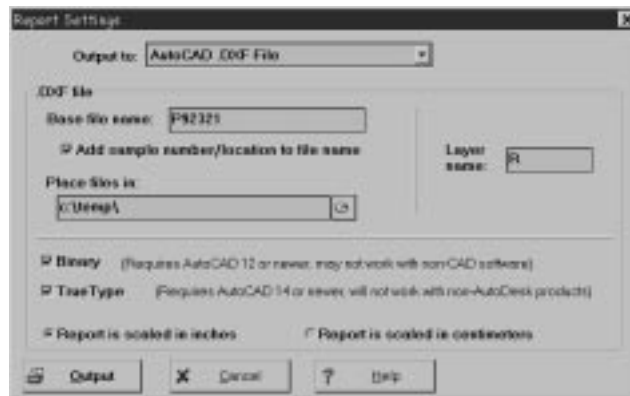 Report Settings
Output to: AutoCAD .DXF File
.DXF file
Base file name: P92321
Add sample number/location to file name
Layer name: R
Place files in:
c:\temp\
Binary (Requires AutoCAD 12 or newer, may not work with non-CAD software)
TrueType (Requires AutoCAD 14 or newer, will not work with non-AutoDesk products)
Report is scaled in inches Report is scaled in centimeters
Output Cancel Help